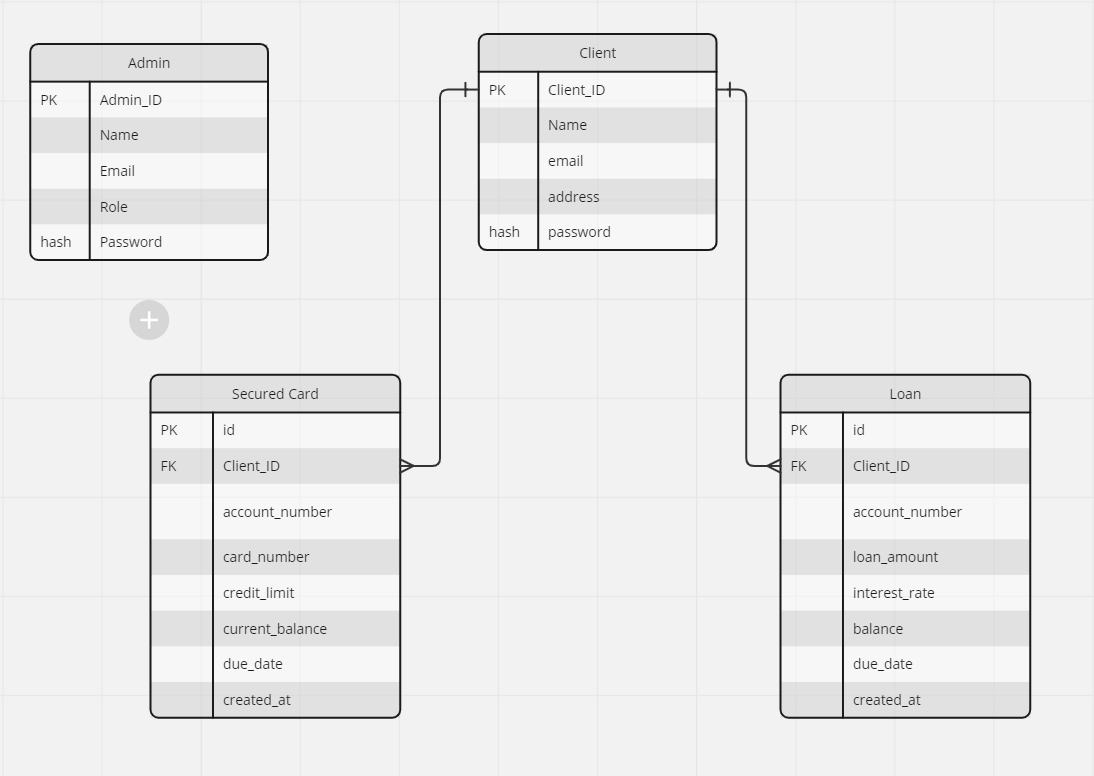 Admin
PK Admin_ID
Name
Email
Role
hash Password
Client
PK Client_ID
Name
email
address
hash password
Secured Card
PK id
FK Client_ID
account_number
card_number
credit_limit
current_balance
due_date
created_at
Loan
PK id
FK Client_ID
account_number
loan_amount
interest_rate
balance
due_date
created_at